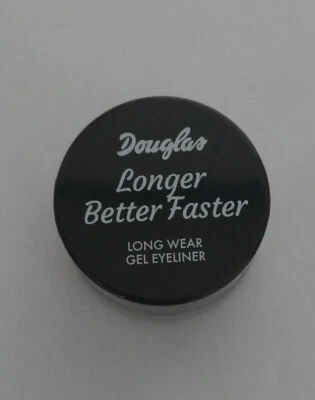 Douglas
Longer
Better Faster
LONG WEAR
GEL EYELINER